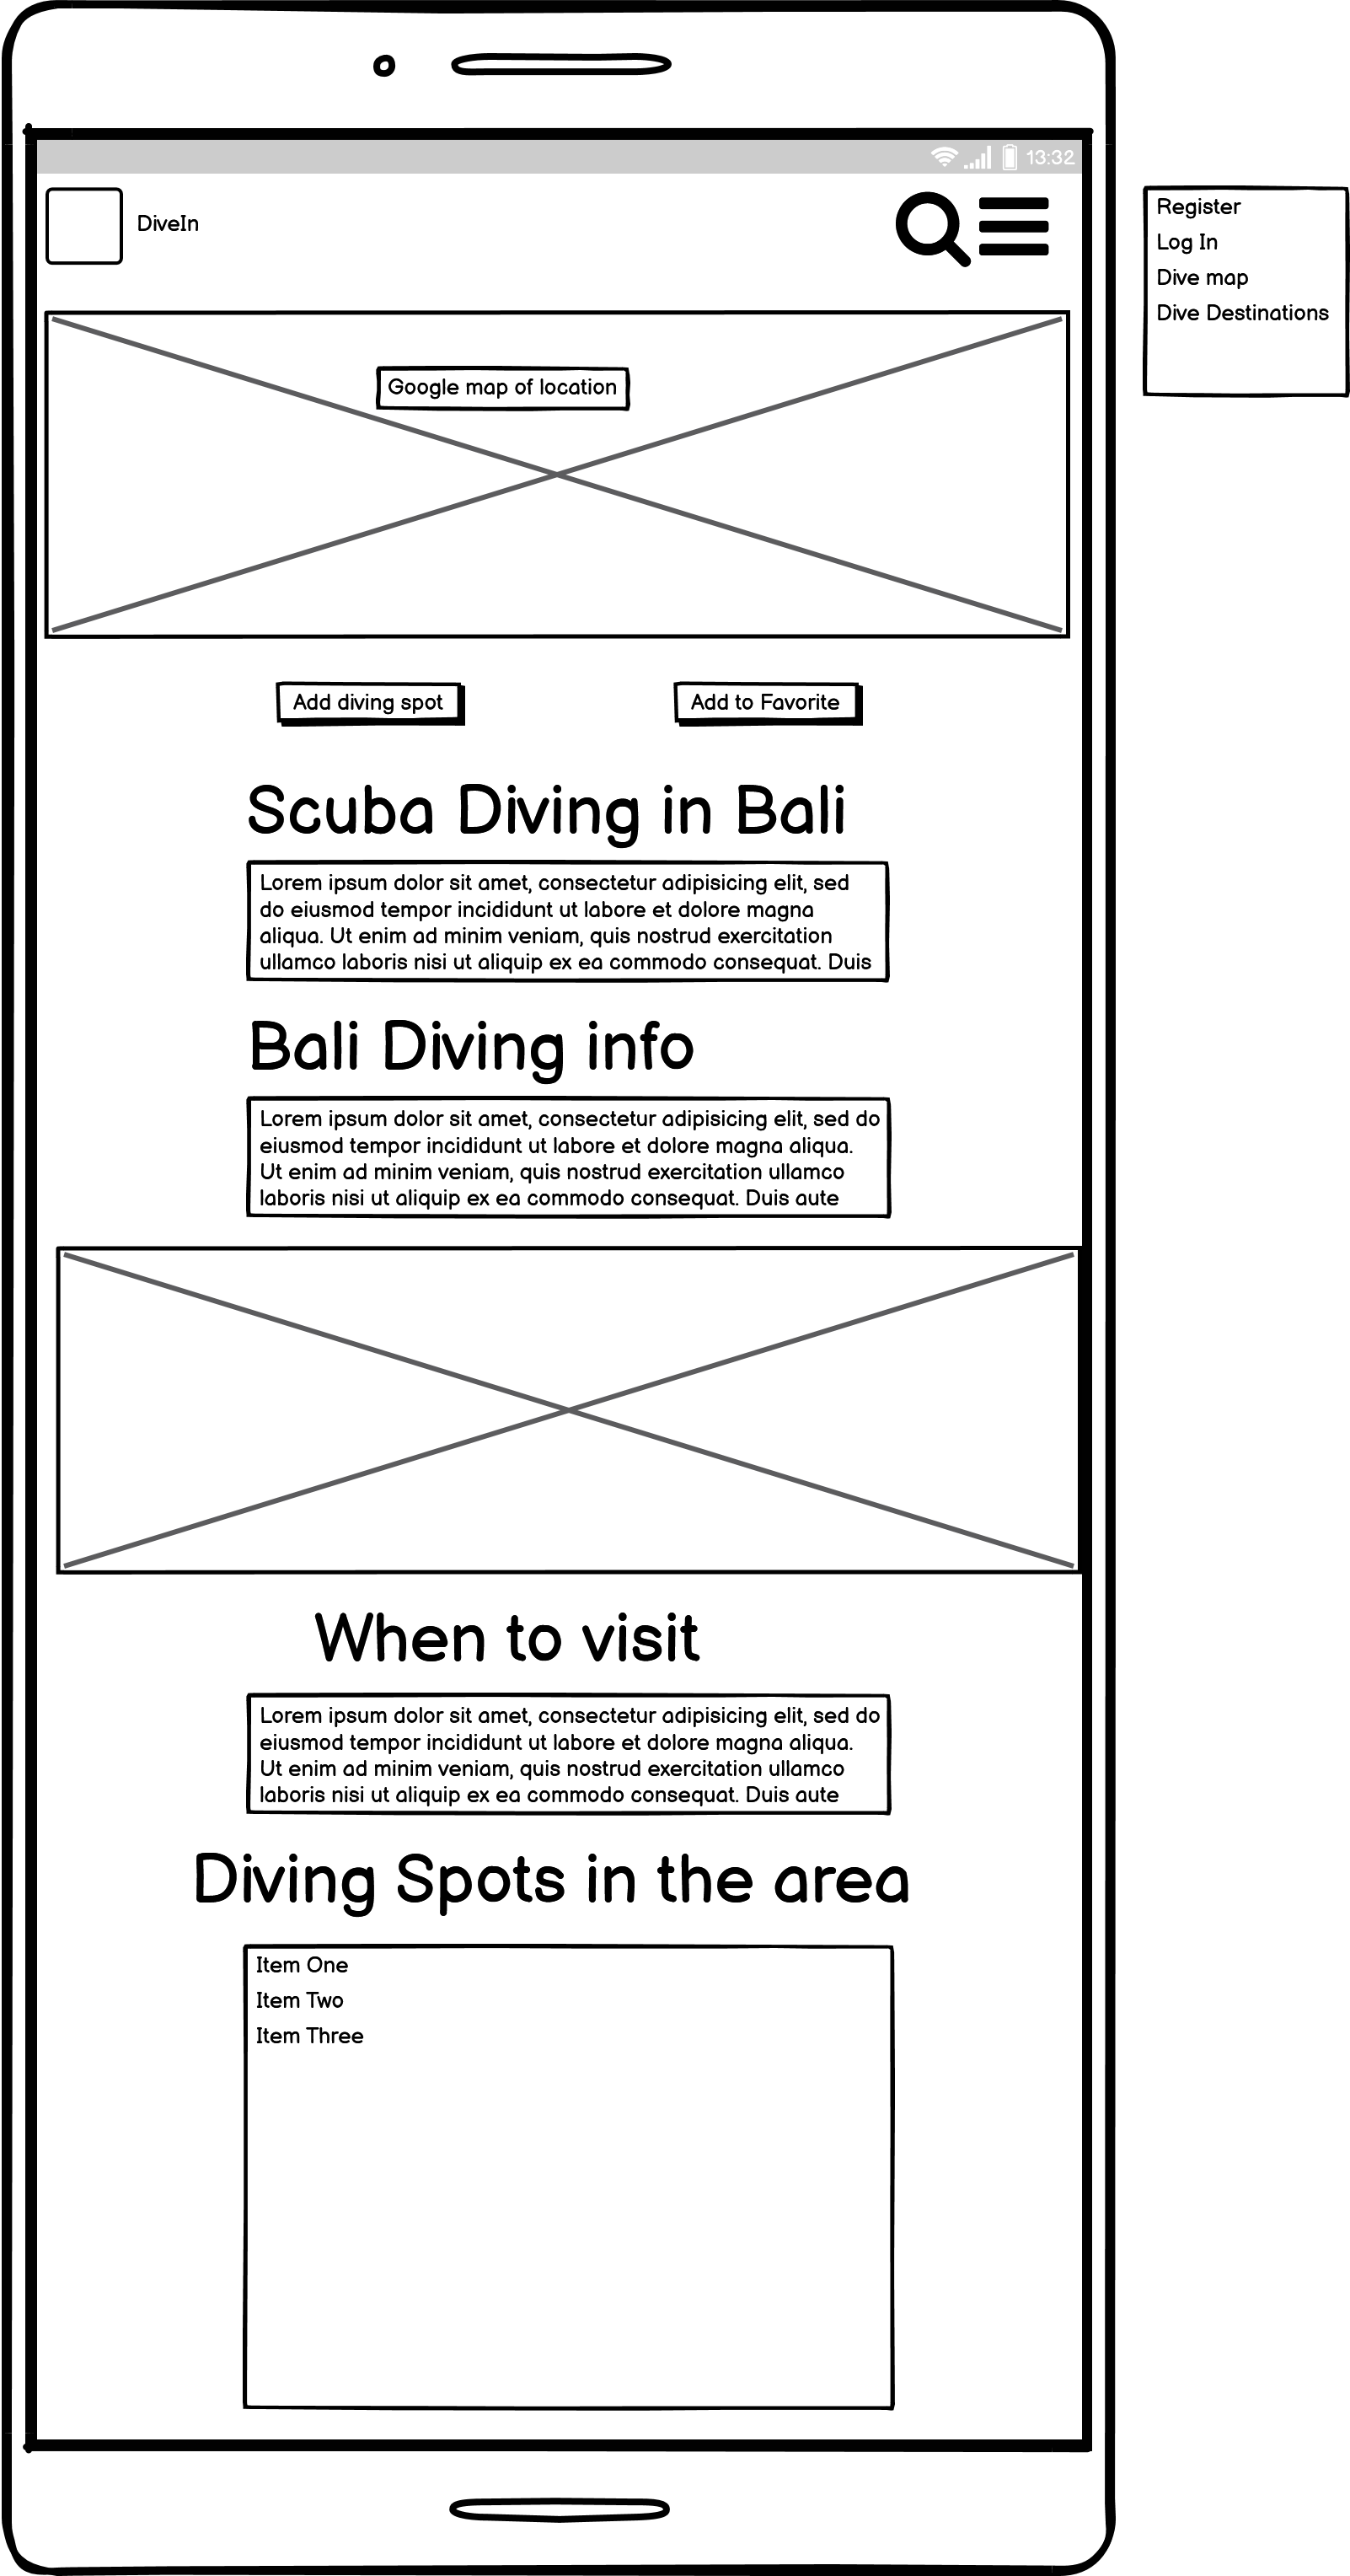 13:32
DiveIn
Register
Log In
Dive map
Dive Destinations
Google map of location
Add diving spot
Add to Favorite
Scuba Diving in Bali
Lorem ipsum dolor sit amet, consectetur adipisicing elit, sed
do eiusmod tempor incididunt ut labore et dolore magna
aliqua. Ut enim ad minim veniam, quis nostrud exercitation
ullamco laboris nisi ut aliquip ex ea commodo consequat. Duis
Bali Diving info
Lorem ipsum dolor sit amet, consectetur adipisicing elit, sed do
eiusmod tempor incididunt ut labore et dolore magna aliqua.
Ut enim ad minim veniam, quis nostrud exercitation ullamco
laboris nisi ut aliquip ex ea commodo consequat. Duis aute
When to visit
Lorem ipsum dolor sit amet, consectetur adipisicing elit, sed do
eiusmod tempor incididunt ut labore et dolore magna aliqua.
Ut enim ad minim veniam, quis nostrud exercitation ullamco
laboris nisi ut aliquip ex ea commodo consequat. Duis aute
Diving Spots in the area
Item One
Item Two
Item Three